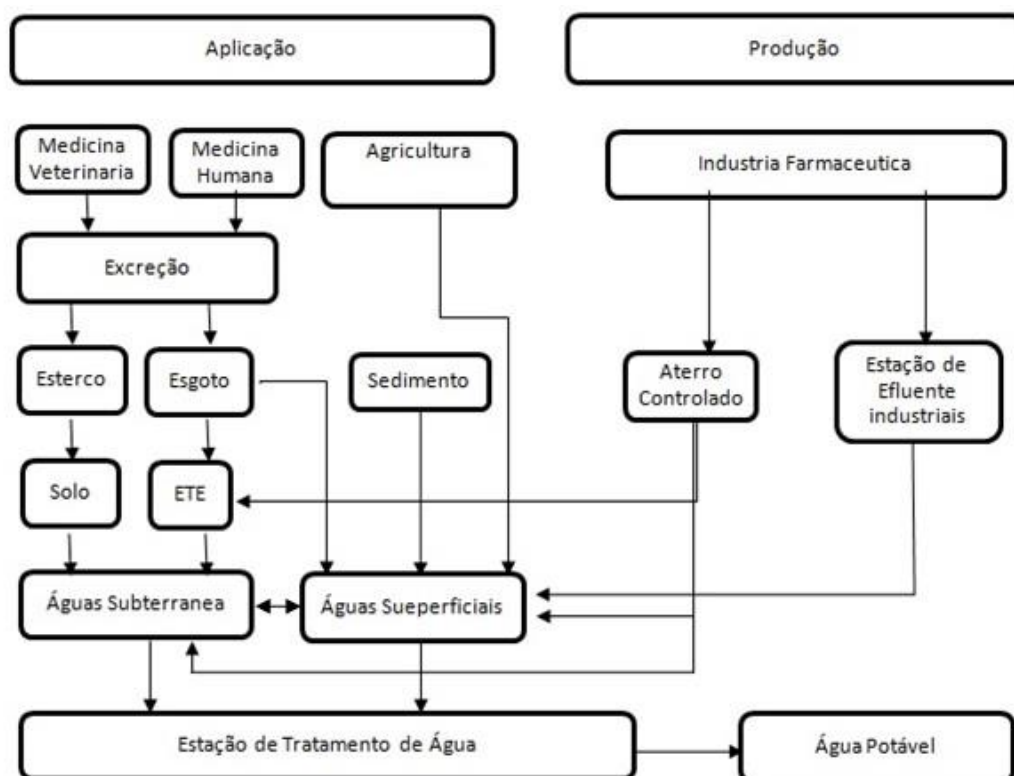 Aplicação
Produção
Medicina
Veterinaria
Medicina
Humana
Agricultura
Industria Farmaceutica
Excreção
Esterco
Esgoto
Sedimento
Aterro
Controlado
Estação de
Efluente
industriais
Solo
ETE
Águas Subterranea
Águas Sueperficiais
Estação de Tratamento de Água
Água Potável